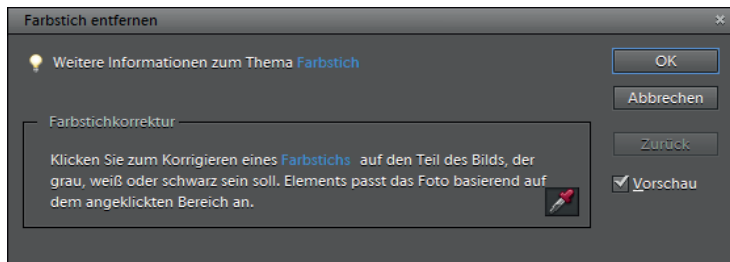 Farbstich entfernen
Weitere Informationen zum Thema Farbstich
OK
Abbrechen
Zurück
Vorschau
Farbstichkorrektur
Klicken Sie zum Korrigieren eines Farbstichs auf den Teil des Bilds, der
grau, weiß oder schwarz sein soll. Elements passt das Foto basierend auf
dem angeklickten Bereich an.